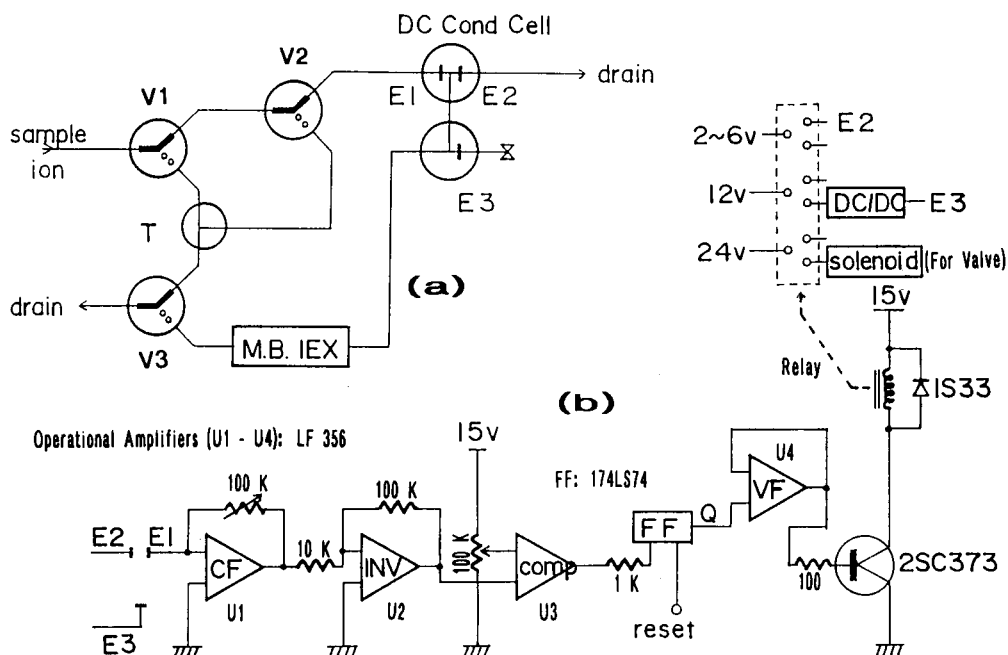 DC Cond Cell
V2
V1
E1
E2
drain
sample
ion
E3
T
(a)
drain
V3
M.B. IEX
2~6v
E2
12v
DC/DC
E3
24v
solenoid
(For Valve)
15v
Relay
1S33
(b)
Operational Amplifiers (U1 - U4): LF 356
15v
FF: 174LS74
U4
VF
100 K
100 K
E2
E1
10 K
100 K
CF
INV
comp
FF
Q
1 K
100
2SC373
U1
U2
U3
E3
reset